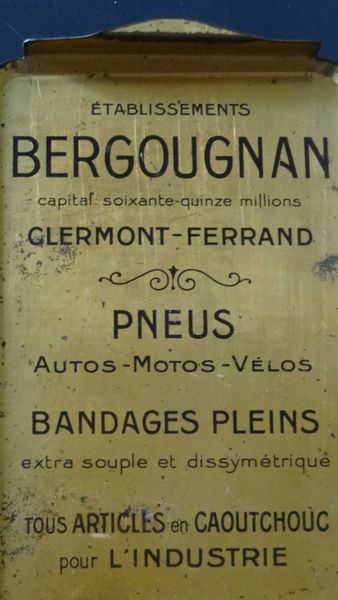 ÉTABLISSEMENTS
BERGOUGNAN
capital: soixante-quinze millions
CLERMONT-FERRAND
PNEUS
AUTOS-MOTOS-VÉLOS
BANDAGES PLEINS
extra souple et dissymétrique
TOUS ARTICLES en CAOUTCHOUC
pour L'INDUSTRIE